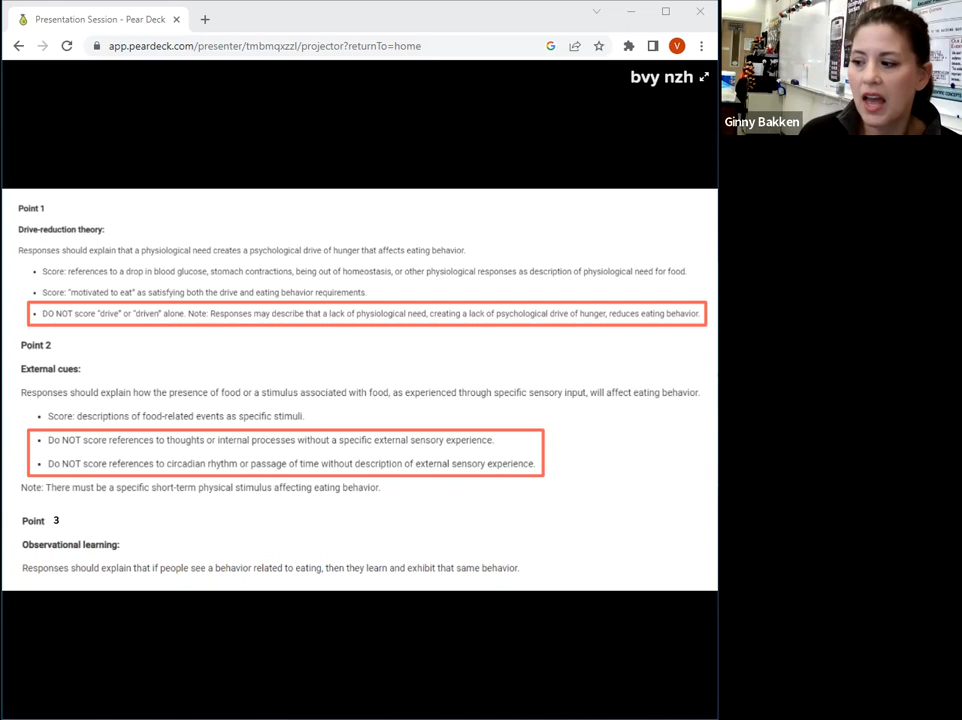 Presentation Session - Pear Deck
app.peardeck.com/presenter/tmbmqxzzl/projector?returnTo=home
V
bvy nzh
Ginny Bakken
Point 1
Drive-reduction theory:
Responses should explain that a physiological need creates a psychological drive of hunger that affects eating behavior.
• Score: references to a drop in blood glucose, stomach contractions, being out of homeostasis, or other physiological responses as description of physiological need for food.
• Score: "motivated to eat" as satisfying both the drive and eating behavior requirements.
• DO NOT score "drive" or "driven" alone. Note: Responses may describe that a lack of physiological need, creating a lack of psychological drive of hunger, reduces eating behavior.
Point 2
External cues:
Responses should explain how the presence of food or a stimulus associated with food, as experienced through specific sensory input, will affect eating behavior.
• Score: descriptions of food-related events as specific stimuli.
• Do NOT score references to thoughts or internal processes without a specific external sensory experience.
• Do NOT score references to circadian rhythm or passage of time without description of external sensory experience.
Note: There must be a specific short-term physical stimulus affecting eating behavior.
Point 3
Observational learning:
Responses should explain that if people see a behavior related to eating, then they learn and exhibit that same behavior.